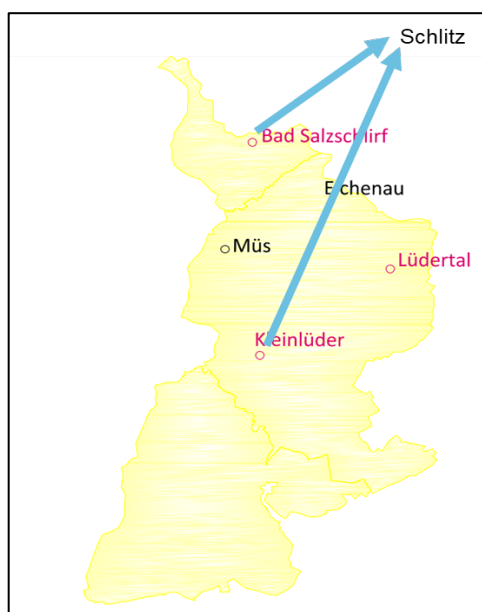 Schlitz
Bad Salzschlirf
Eichenau
Müs
Lüdertal
Kleinlüder